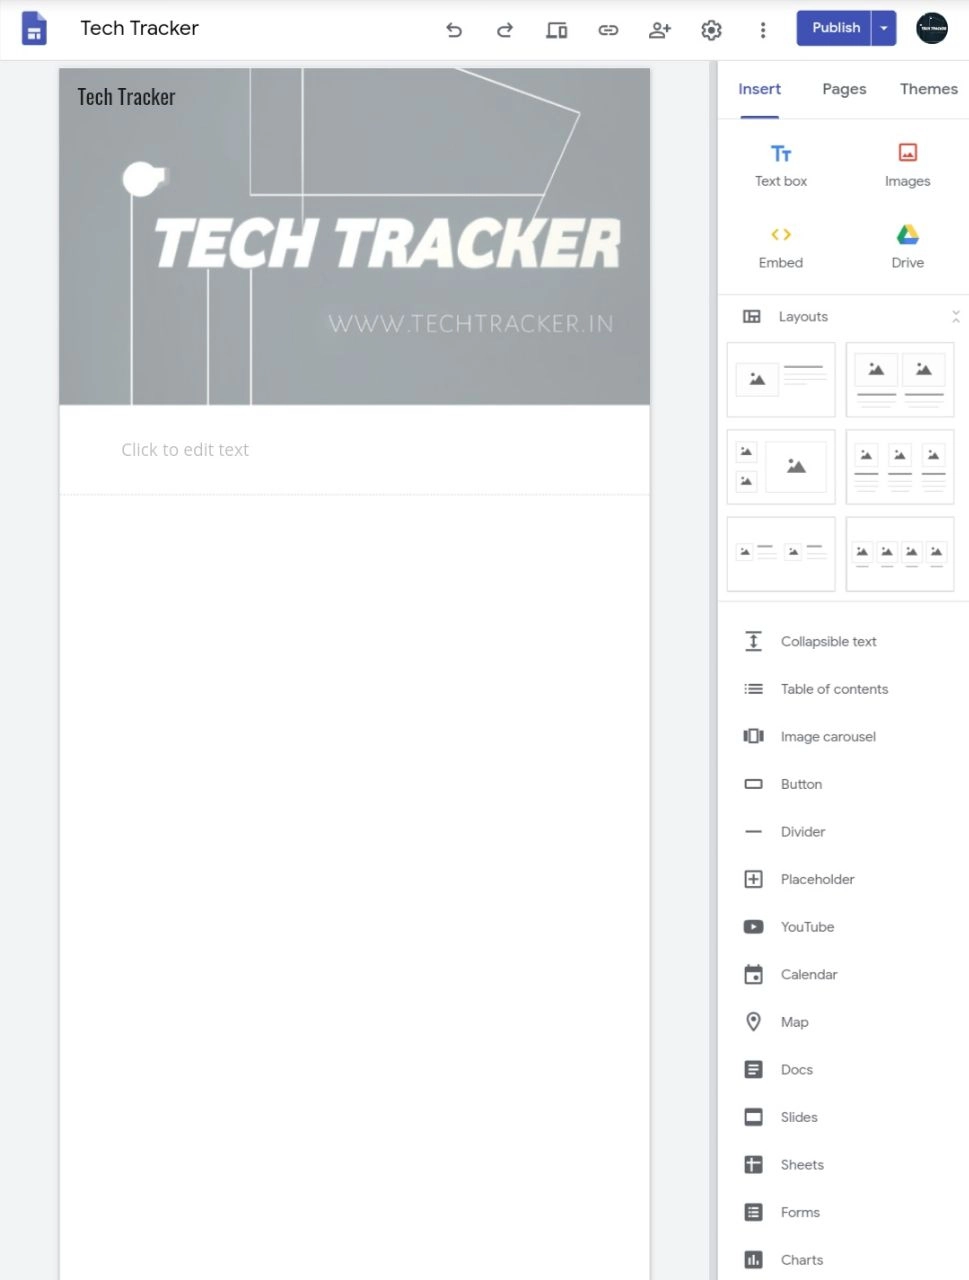 Tech Tracker
Publish
Tech Tracker
TECH TRACKER
WWW.TECHTRACKER.IN
Click to edit text
Insert
Pages
Themes
Text box
Images
Embed
Drive
Layouts
Collapsible text
Table of contents
Image carousel
Button
Divider
Placeholder
YouTube
Calendar
Map
Docs
Slides
Sheets
Forms
Charts